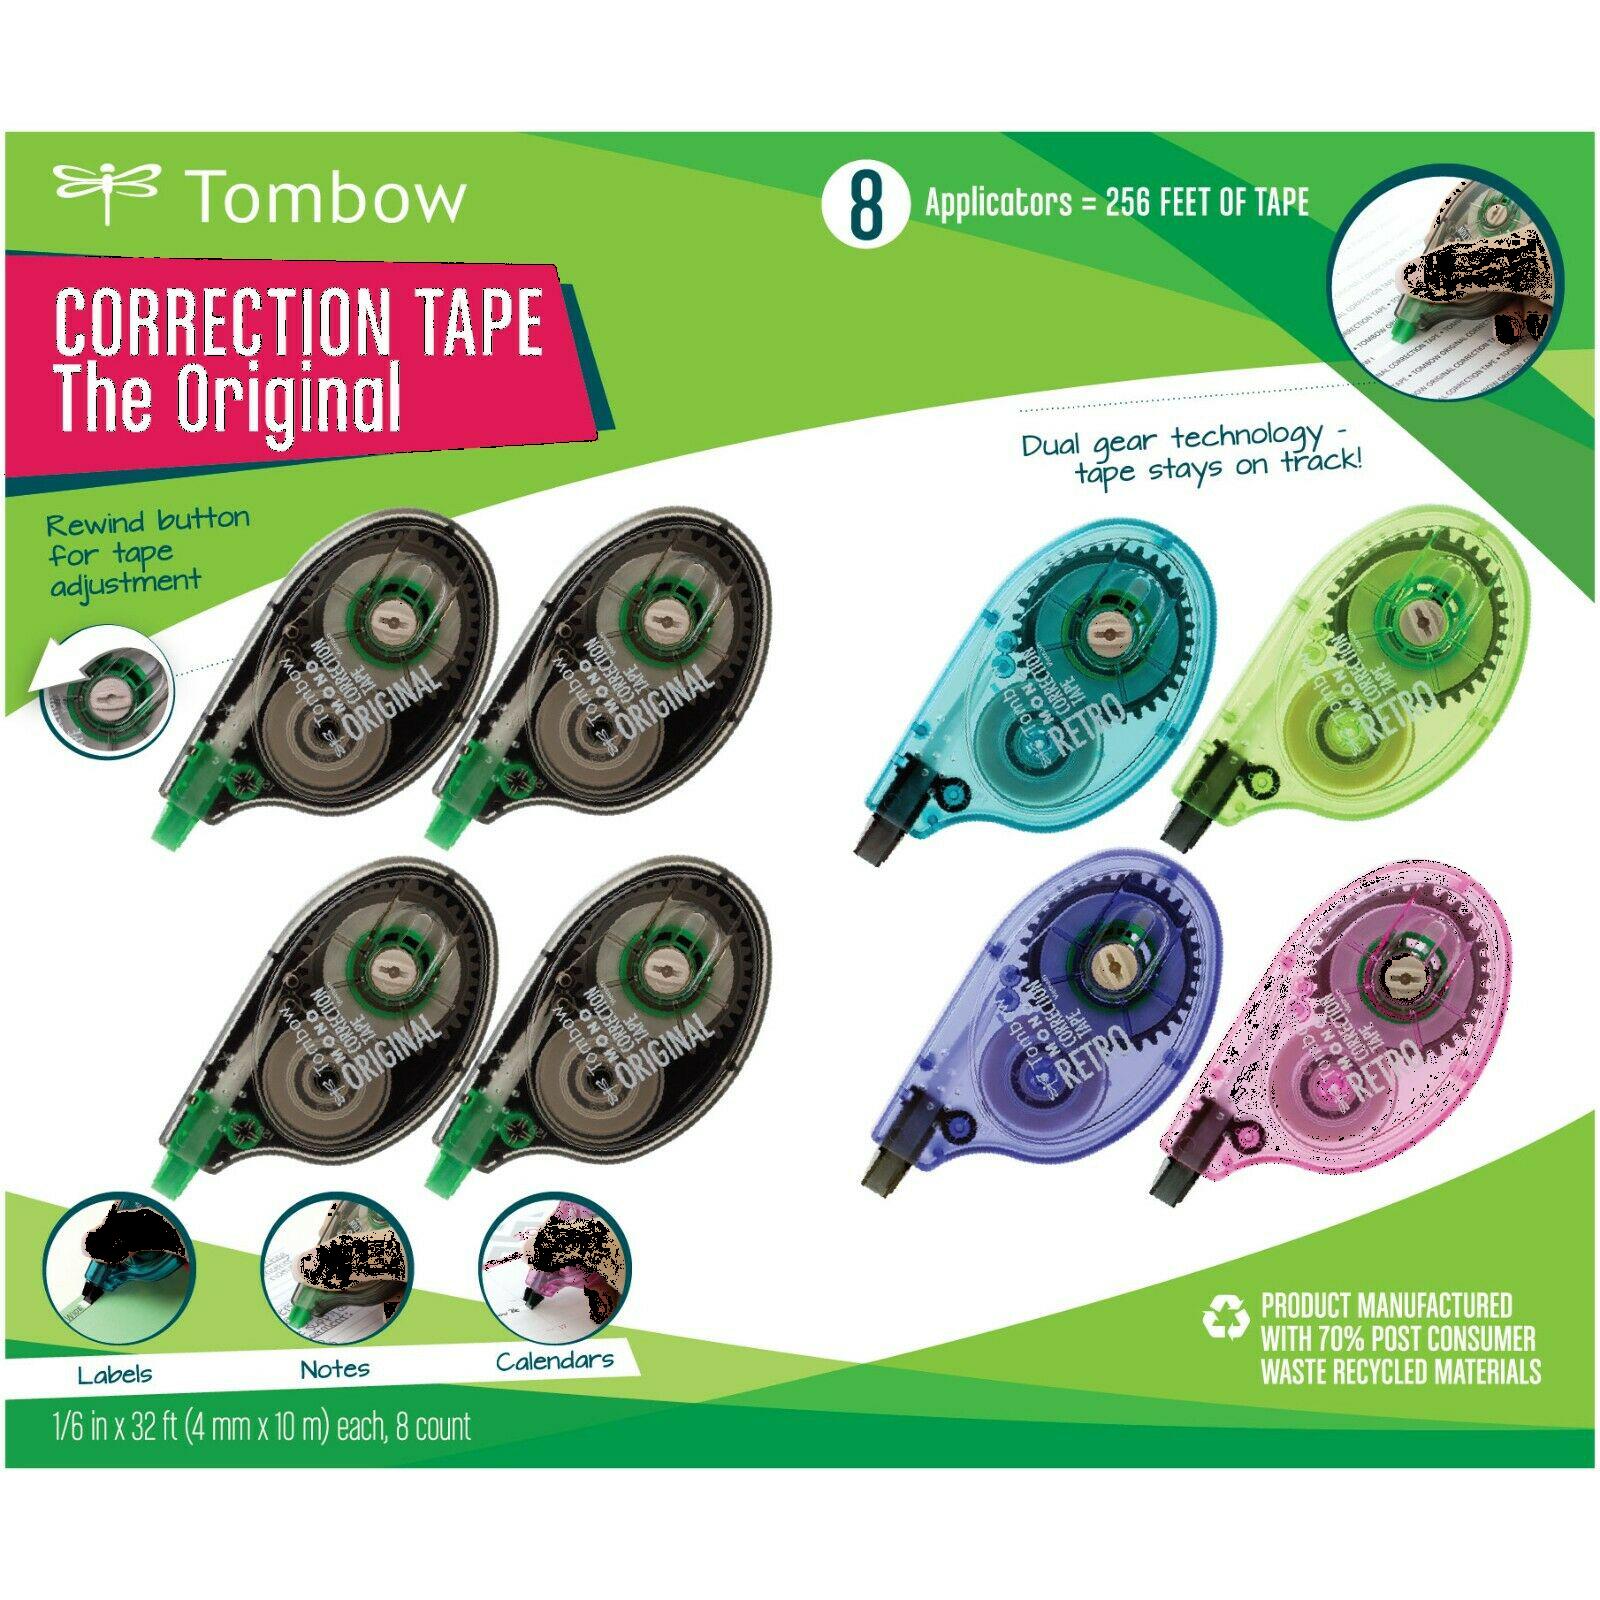 Tombow
8 Applicators = 256 FEET OF TAPE
CORRECTION TAPE
The Original
Dual gear technology -
tape stays on track!
Rewind button
for tape
adjustment
Tombow
MONO
CORRECTION
TAPE
ORIGINAL
Tombow
MONO
CORRECTION
TAPE
ORIGINAL
Tomb
MONO
CORRECTION
TAPE
RETRO
Tomb
MONO
CORRECTION
TAPE
RETRO
Tombow
MONO
CORRECTION
TAPE
ORIGINAL
Tombow
MONO
CORRECTION
TAPE
ORIGINAL
Tomb
MONO
CORRECTION
TAPE
RETRO
MONO
CORRECTION
TAPE
RETRO
Labels
Notes
Calendars
PRODUCT MANUFACTURED
WITH 70% POST CONSUMER
WASTE RECYCLED MATERIALS
1/6 in x 32 ft (4 mm x 10 m) each, 8 count